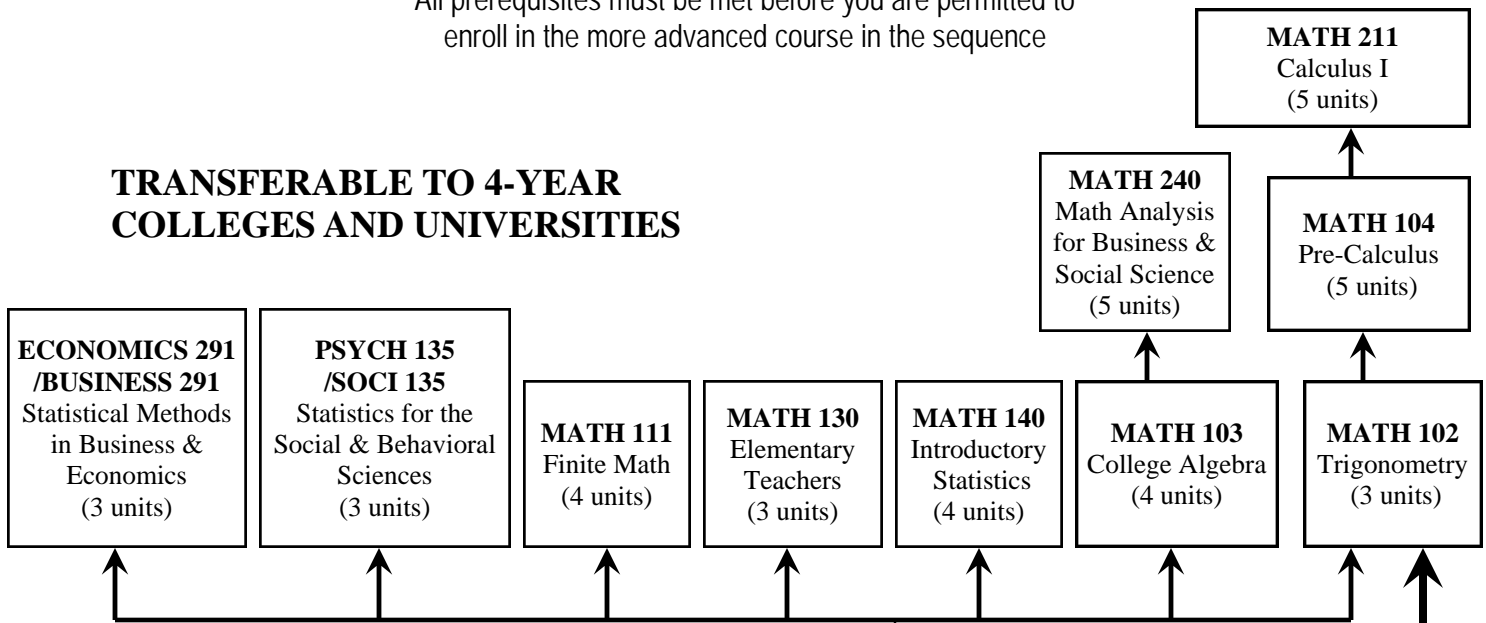 All prerequisites must be met before you are permitted to
enroll in the more advanced course in the sequence
MATH 211
Calculus I
(5 units)
TRANSFERABLE TO 4-YEAR
COLLEGES AND UNIVERSITIES
MATH 240
Math Analysis
for Business &
Social Science
(5 units)
MATH 104
Pre-Calculus
(5 units)
ECONOMICS 291
/BUSINESS 291
Statistical Methods
in Business &
Economics
(3 units)
PSYCH 135
/SOCI 135
Statistics for the
Social & Behavioral
Sciences
(3 units)
MATH 111
Finite Math
(4 units)
MATH 130
Elementary
Teachers
(3 units)
MATH 140
Introductory
Statistics
(4 units)
MATH 103
College Algebra
(4 units)
MATH 102
Trigonometry
(3 units)